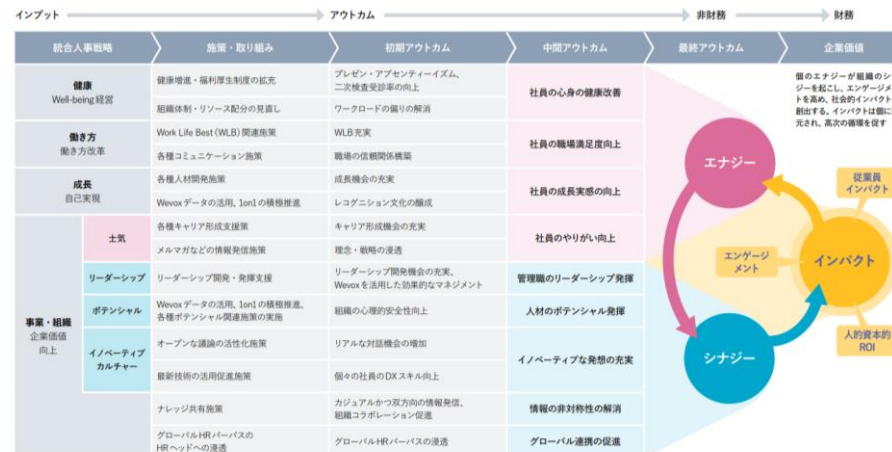 インプット
アウトカム
非財務
財務
統合人事戦略
施策・取り組み
初期アウトカム
中間アウトカム
最終アウトカム
企業価値
健康
Well-being 経営
健康増進・福利厚生制度の拡充
プレゼン・アブセンティーイズム、
二次検査受診率の向上
組織体制・リソース配分の見直し
ワークロードの偏りの解消
社員の心身の健康改善
働き方
働き方改革
Work Life Best（WLB）関連施策
WLB充実
各種コミュニケーション施策
職場の信頼関係構築
社員の職場満足度向上
成長
自己実現
各種人材開発施策
成長機会の充実
Wevox データの活用、1on1 の積極推進
レコグニション文化の醸成
社員の成長実感の向上
事業・組織
企業価値
向上
士気
各種キャリア形成支援策
キャリア形成機会の充実
メルマガなどの情報発信施策
理念・戦略の浸透
社員のやりがい向上
リーダーシップ
リーダーシップ開発・発揮支援
リーダーシップ開発機会の充実、
Wevoxを活用した効果的なマネジメント
管理職のリーダーシップ発揮
ポテンシャル
Wevoxデータの活用、1on1の積極推進、
各種ポテンシャル関連施策の実施
組織の心理的安全性向上
人材のポテンシャル発揮
イノベーティブ
カルチャー
オープンな議論の活性化施策
リアルな対話機会の増加
最新技術の活用促進施策
個々の社員のDXスキル向上
イノベーティブな発想の充実
ナレッジ共有施策
カジュアルかつ双方向の情報発信、
組織コラボレーション促進
情報の非対称性の解消
グローバルHRパーパスの
HRヘッドへの浸透
グローバルHRパーパスの浸透
グローバル連携の促進
個のエナジーが組織のシ
ジーを起こし、エンゲージメ
トを高め、社会的インパクト
創出する。インパクトは個に
元され、高次の循環を促す
エナジー
従業員
インパクト
エンゲージ
メント
インパクト
人的資本的
ROI
シナジー